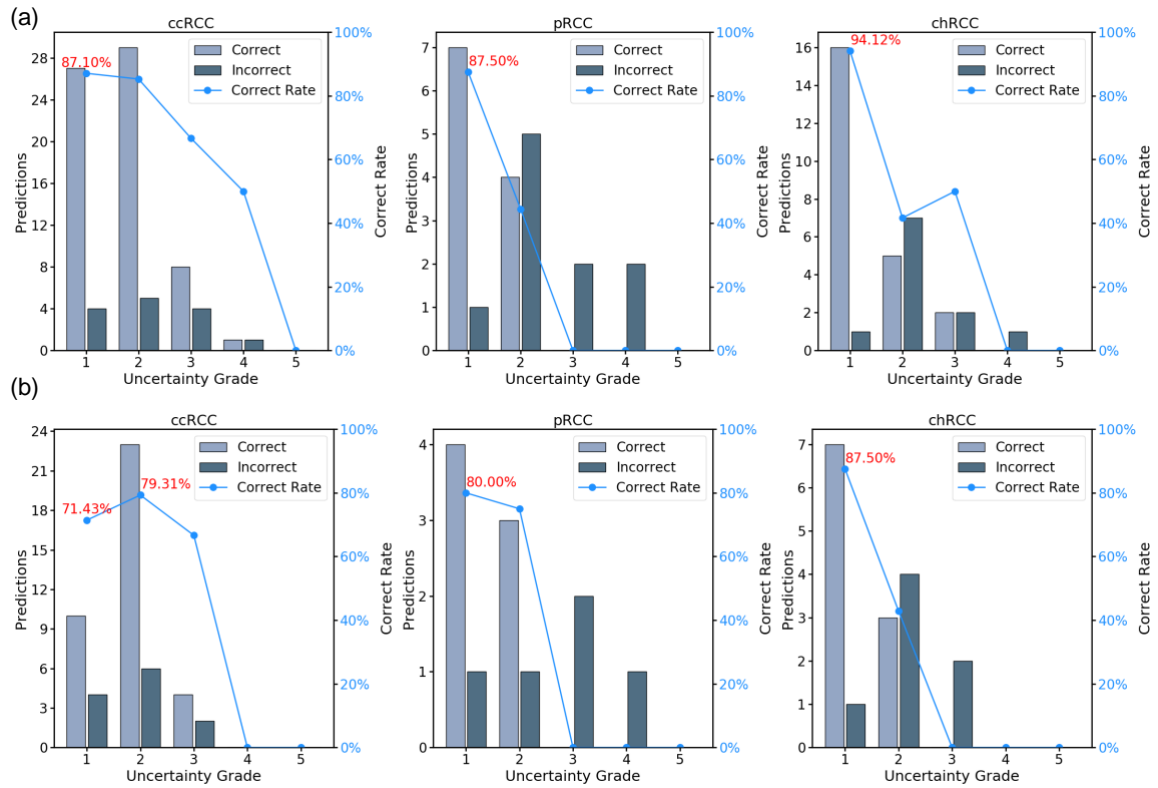 (a)
ccRCC
Correct
Incorrect
Correct Rate
87.10%
Predictions
28
24
20
16
12
8
4
0
1 2 3 4 5
Uncertainty Grade
100%
80%
60%
40%
20%
0%
Correct Rate
pRCC
Correct
Incorrect
Correct Rate
87.50%
Predictions
7
6
5
4
3
2
1
0
1 2 3 4 5
Uncertainty Grade
100%
80%
60%
40%
20%
0%
Correct Rate
chRCC
Correct
Incorrect
Correct Rate
94.12%
Predictions
16
14
12
10
8
6
4
2
0
1 2 3 4 5
Uncertainty Grade
100%
80%
60%
40%
20%
0%
Correct Rate
(b)
ccRCC
Correct
Incorrect
Correct Rate
71.43%
79.31%
Predictions
24
21
18
15
12
9
6
3
0
1 2 3 4 5
Uncertainty Grade
100%
80%
60%
40%
20%
0%
Correct Rate
pRCC
Correct
Incorrect
Correct Rate
80.00%
Predictions
4
3
2
1
0
1 2 3 4 5
Uncertainty Grade
100%
80%
60%
40%
20%
0%
Correct Rate
chRCC
Correct
Incorrect
Correct Rate
87.50%
Predictions
7
6
5
4
3
2
1
0
1 2 3 4 5
Uncertainty Grade
100%
80%
60%
40%
20%
0%
Correct Rate